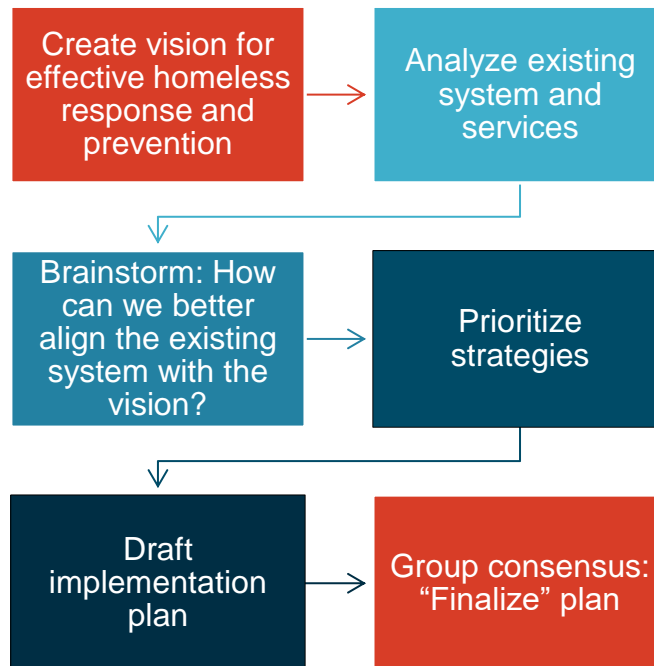 Create vision for
effective homeless
response and
prevention
Analyze existing
system and
services
Brainstorm: How
can we better
align the existing
system with the
vision?
Prioritize
strategies
Draft
implementation
plan
Group consensus:
“Finalize” plan